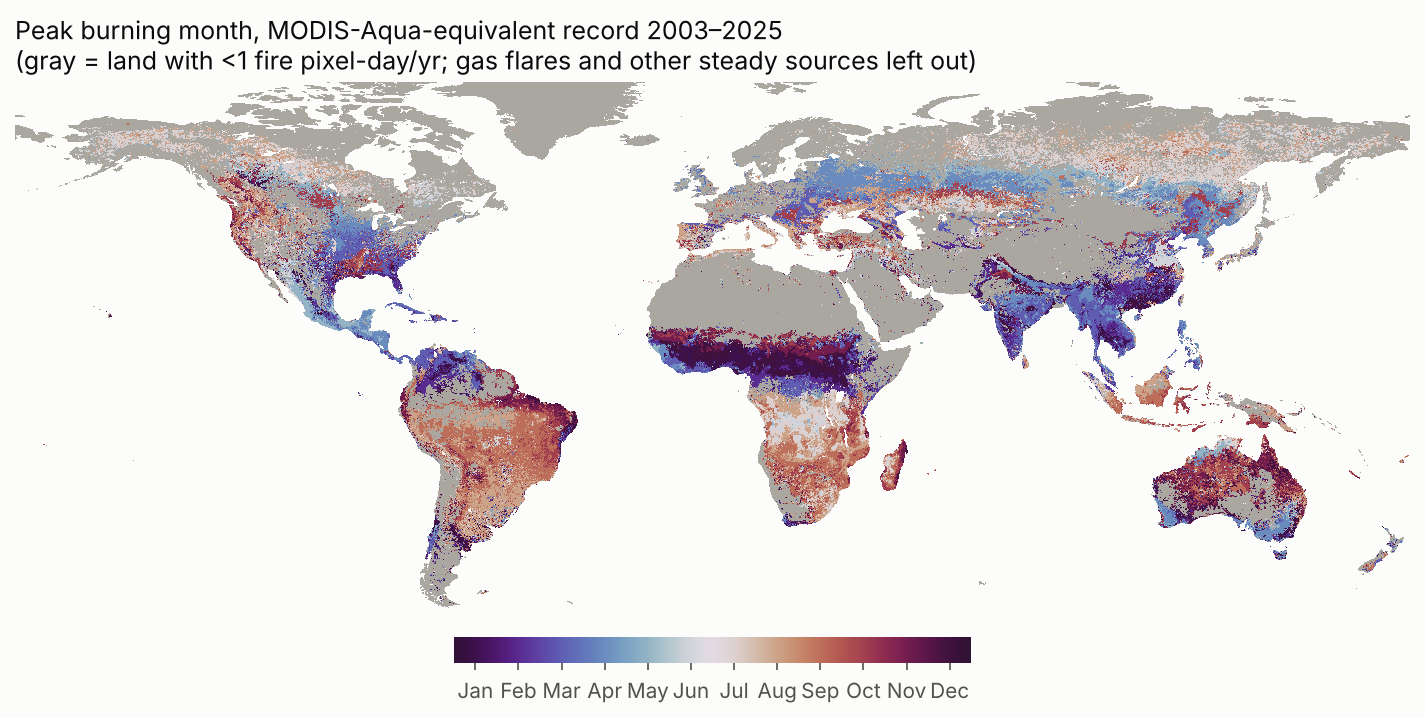 Peak burning month, MODIS-Aqua-equivalent record 2003–2025
(gray = land with <1 fire pixel-day/yr; gas flares and other steady sources left out)
Jan Feb Mar Apr May Jun Jul Aug Sep Oct Nov Dec